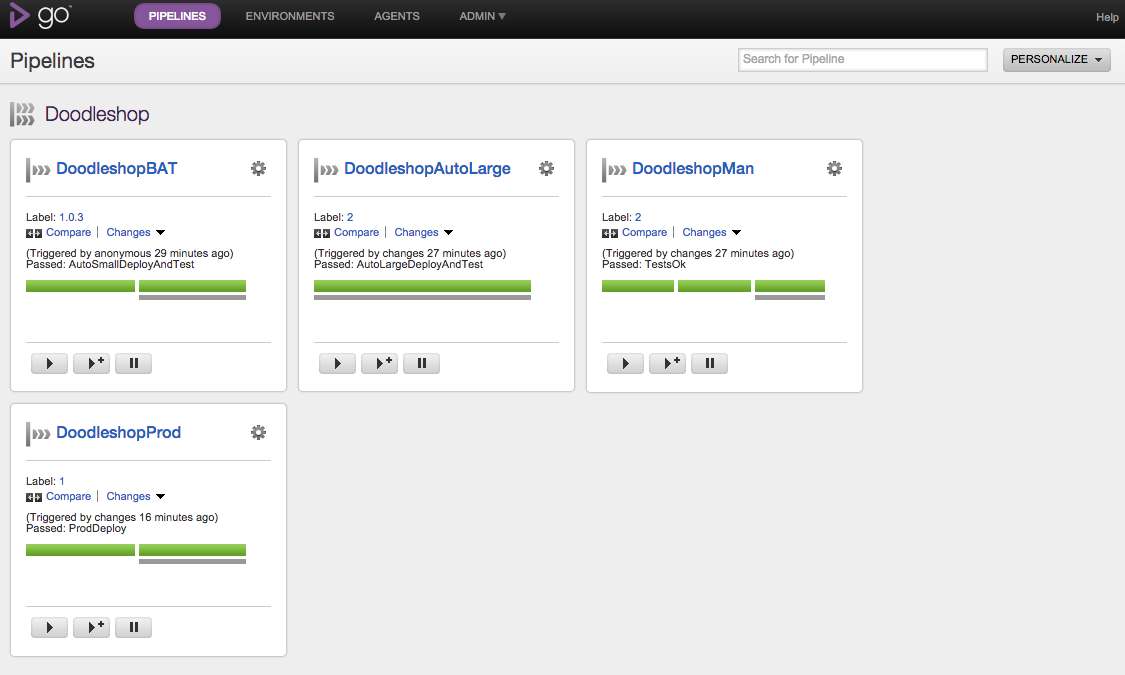 go™
PIPELINES
ENVIRONMENTS
AGENTS
ADMIN
Help
Pipelines
Search for Pipeline
PERSONALIZE
Doodleshop
DoodleshopBAT
Label: 1.0.3
Compare | Changes
(Triggered by anonymous 29 minutes ago)
Passed: AutoSmallDeployAndTest
DoodleshopAutoLarge
Label: 2
Compare | Changes
(Triggered by changes 27 minutes ago)
Passed: AutoLargeDeployAndTest
DoodleshopMan
Label: 2
Compare | Changes
(Triggered by changes 27 minutes ago)
Passed: TestsOk
DoodleshopProd
Label: 1
Compare | Changes
(Triggered by changes 16 minutes ago)
Passed: ProdDeploy